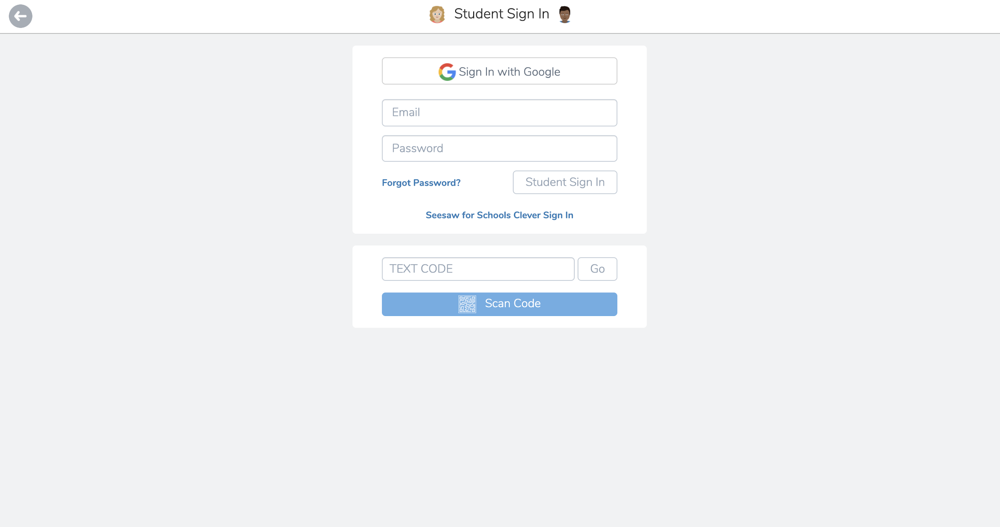 Student Sign In
Sign In with Google
Email
Password
Forgot Password?
Student Sign In
Seesaw for Schools Clever Sign In
TEXT CODE
Go
Scan Code